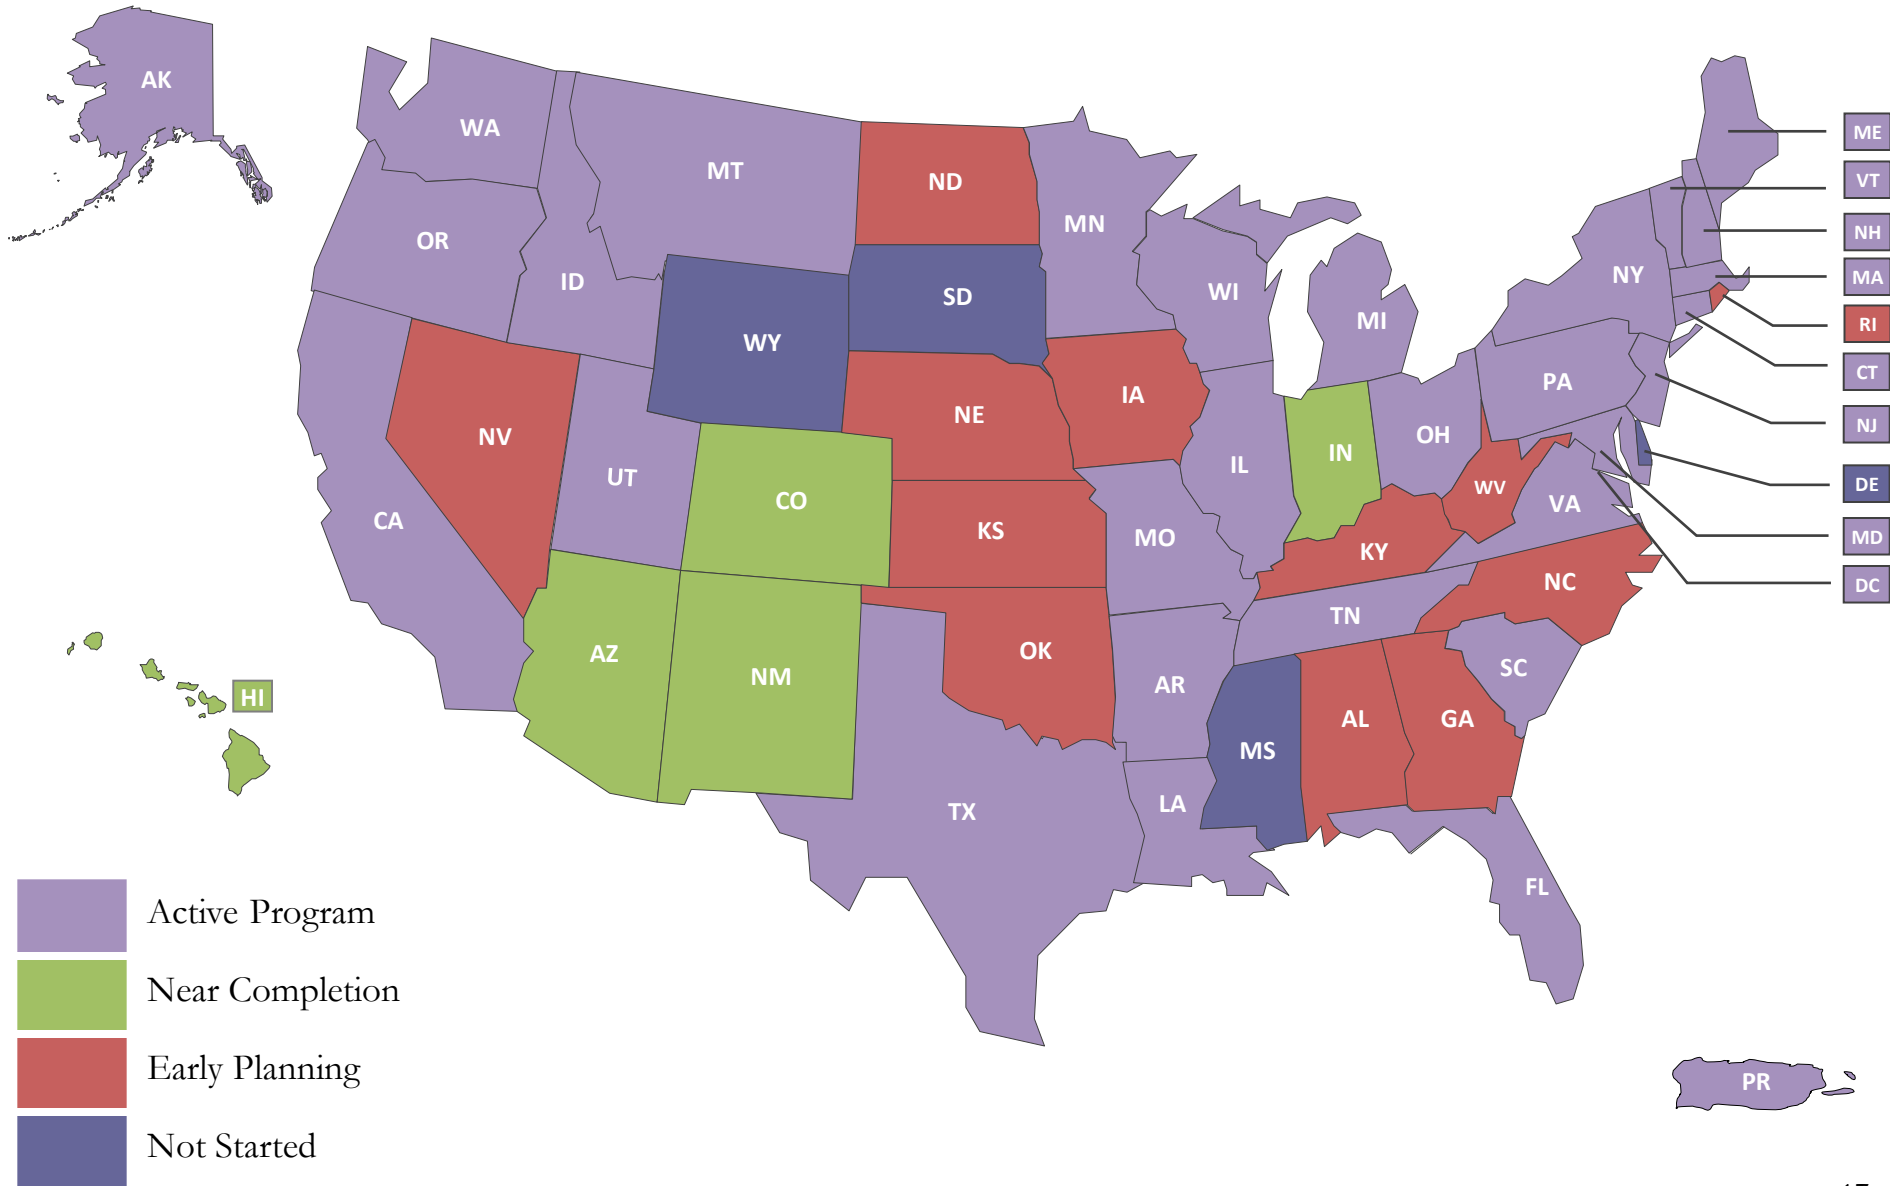 AK
WA
MT
ND
MN
OR
ID
SD
WI
MI
NY
ME
VT
NH
MA
RI
CT
NJ
DE
MD
DC
WY
NE
IA
PA
NV
UT
CO
IL
IN
OH
WV
VA
CA
KS
MO
KY
NC
TN
AZ
NM
OK
AR
SC
HI
MS
AL
GA
TX
LA
FL
PR
Active Program
Near Completion
Early Planning
Not Started